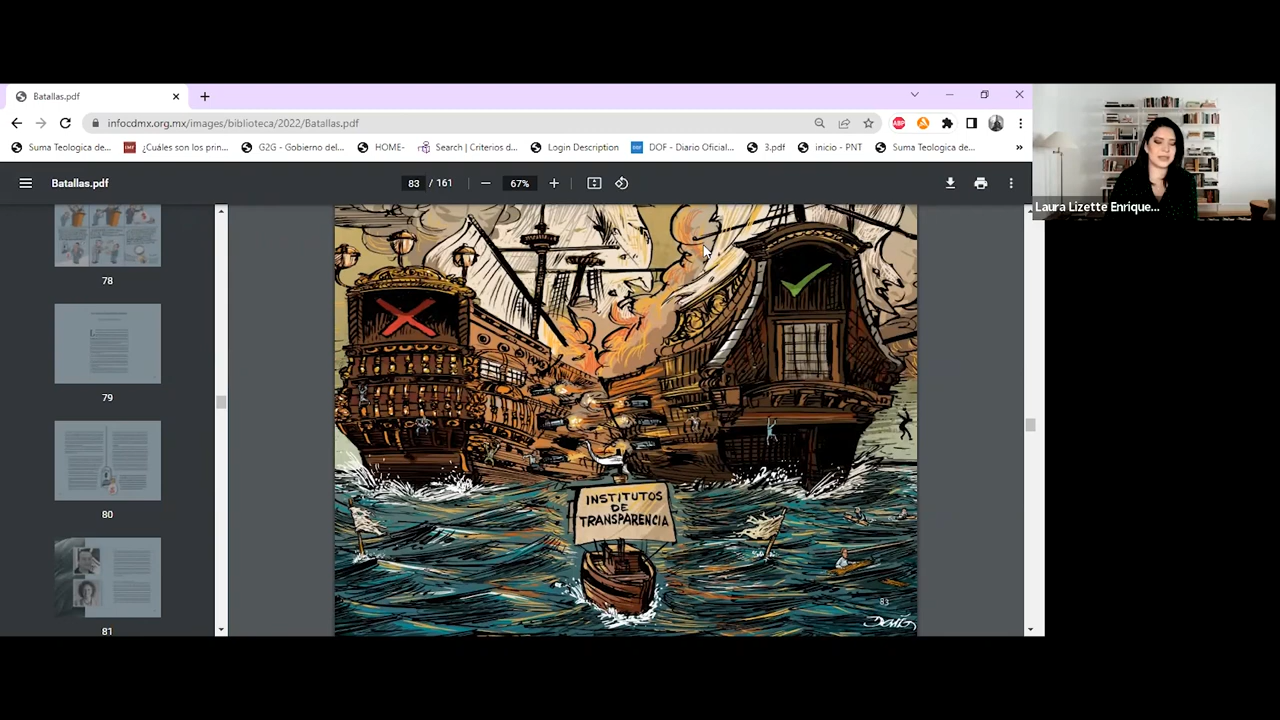 Batallas.pdf
infocdmx.org.mx/images/biblioteca/2022/Batallas.pdf
ABP
Suma Teologica de...
¿Cuáles son los prin...
G2G - Gobierno del...
HOME-
Search | Criterios d...
Login Description
DOF - Diario Oficial...
3.pdf
inicio - PNT
Suma Teologica de...
»
Batallas.pdf
83 / 161
67%
Laura Lizette Enrique...
78
79
80
81
INSTITUTOS
DE
TRANSPARENCIA
83